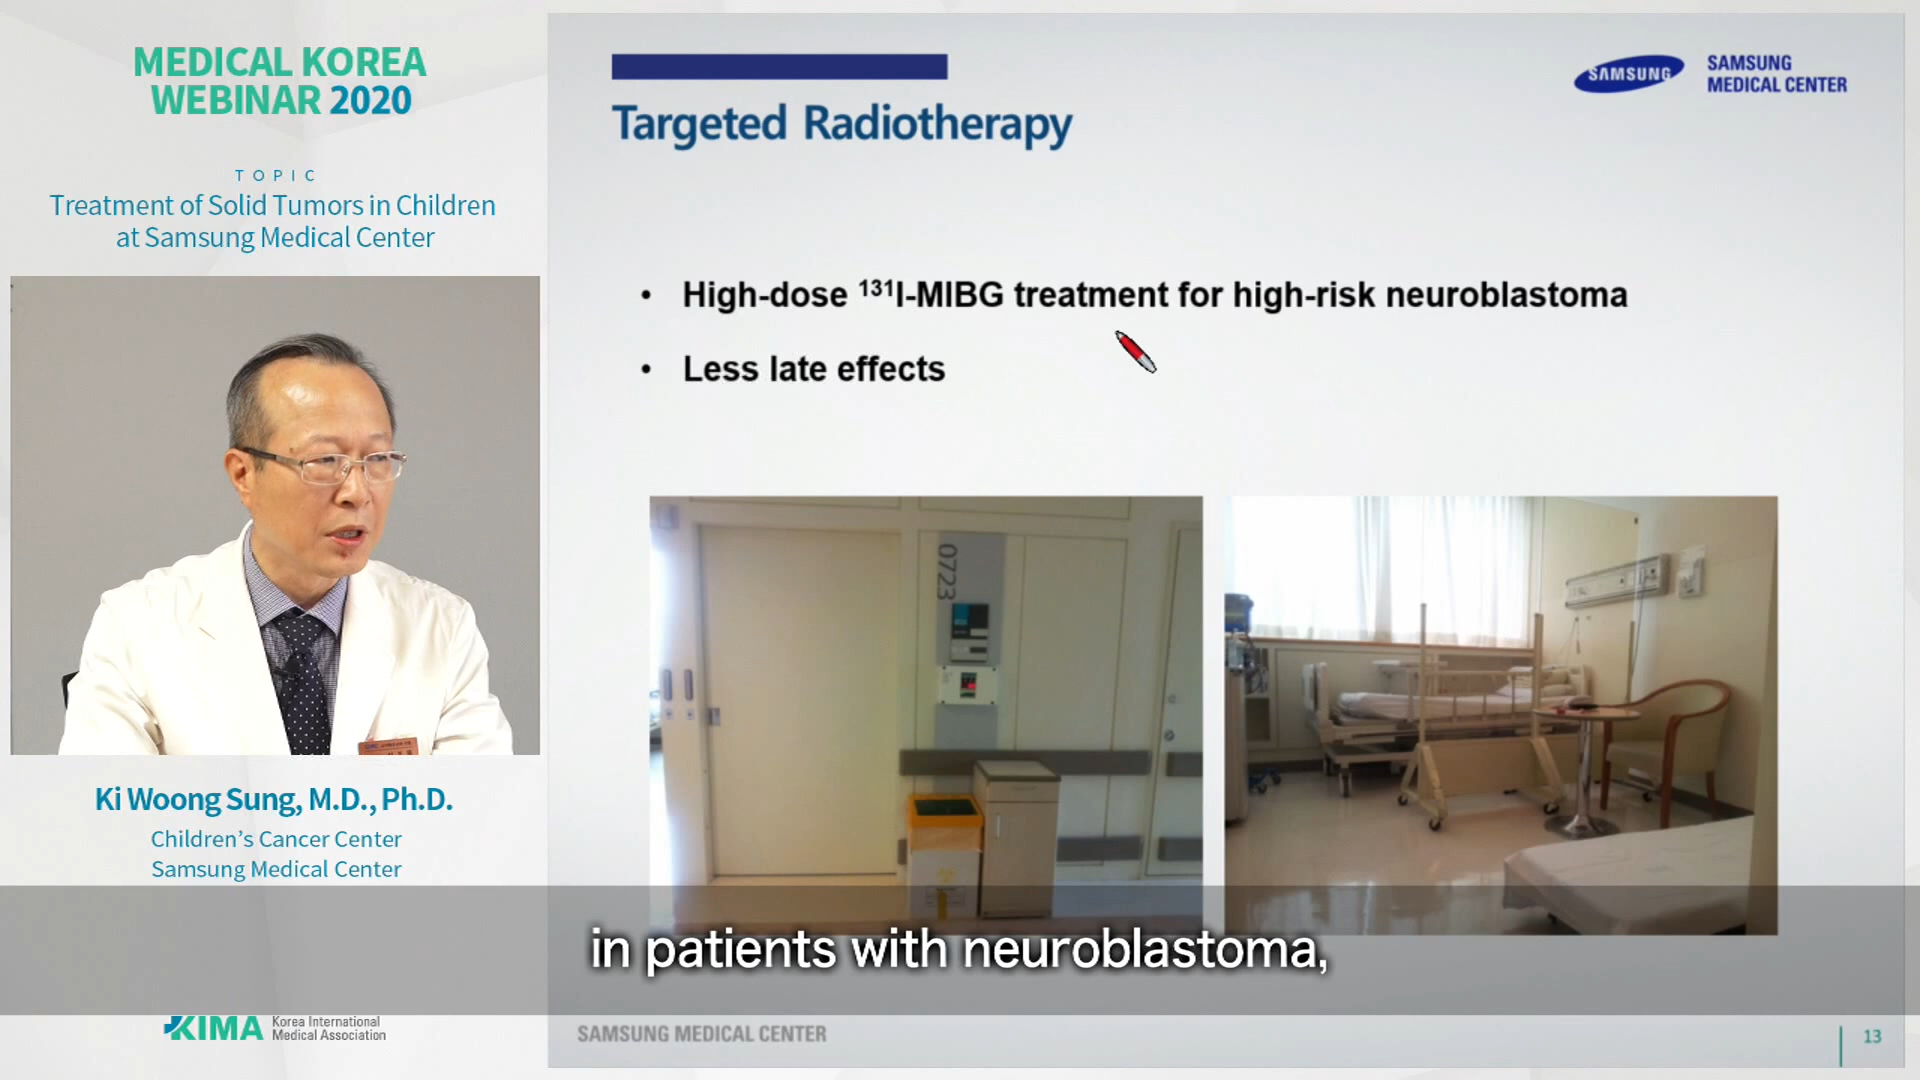 MEDICAL KOREA
WEBINAR 2020
TOPIC
Treatment of Solid Tumors in Children
at Samsung Medical Center
Ki Woong Sung, M.D., Ph.D.
Children's Cancer Center
Samsung Medical Center
KIMA Korea International
Medical Association
SAMSUNG
SAMSUNG
MEDICAL CENTER
Targeted Radiotherapy
• High-dose ¹³¹I-MIBG treatment for high-risk neuroblastoma
• Less late effects
0723
in patients with neuroblastoma,
SAMSUNG MEDICAL CENTER
13